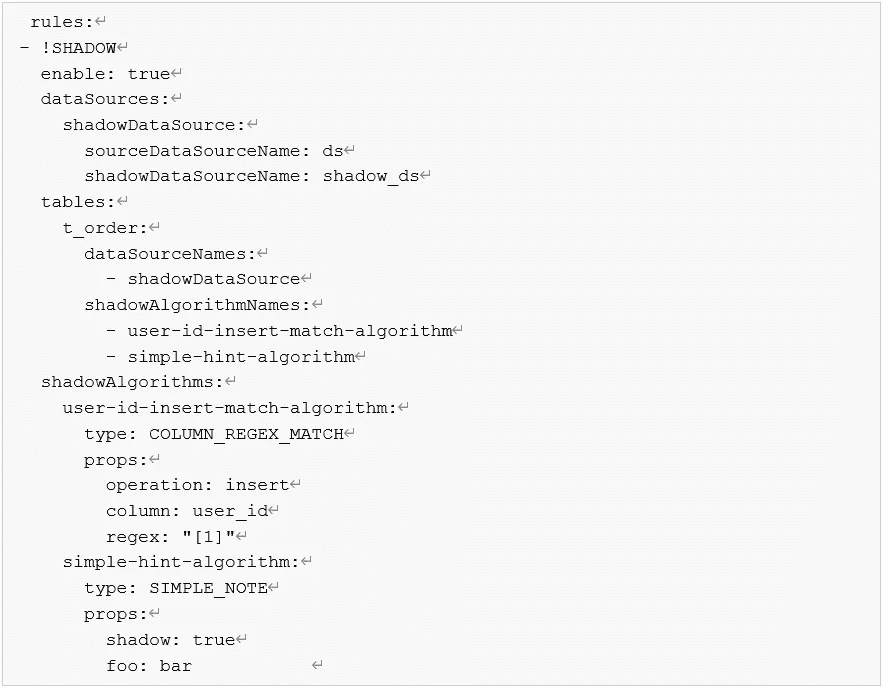 rules:↵
- !SHADOW↵
enable: true↵
dataSources:↵
shadowDataSource:↵
sourceDataSourceName: ds↵
shadowDataSourceName: shadow_ds↵
tables:↵
t_order:↵
dataSourceNames:↵
- shadowDataSource↵
shadowAlgorithmNames:↵
- user-id-insert-match-algorithm↵
- simple-hint-algorithm↵
shadowAlgorithms:↵
user-id-insert-match-algorithm:↵
type: COLUMN_REGEX_MATCH↵
props:↵
operation: insert↵
column: user_id↵
regex: "[1]"↵
simple-hint-algorithm:↵
type: SIMPLE_NOTE↵
props:↵
shadow: true↵
foo: bar ↵